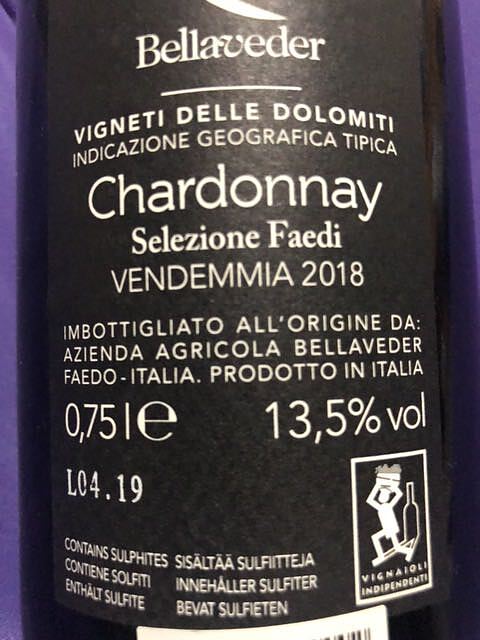 Bellaveder
VIGNETI DELLE DOLOMITI
INDICAZIONE GEOGRAFICA TIPICA
Chardonnay
Selezione Faedi
VENDEMMIA 2018
IMBOTTIGLIATO ALL'ORIGINE DA:
AZIENDA AGRICOLA BELLAVEDER
FAEDO-ITALIA. PRODOTTO IN ITALIA
0,75 l e 13,5% vol
L04.19
VIGNAIOLI
INDIPENDENTI
CONTAINS SULPHITES SISÄLTÄÄ SULFIITTEJA
CONTIENE SOLFITI INNEHÅLLER SULFITER
ENTHÄLT SULFITE BEVAT SULFIETEN